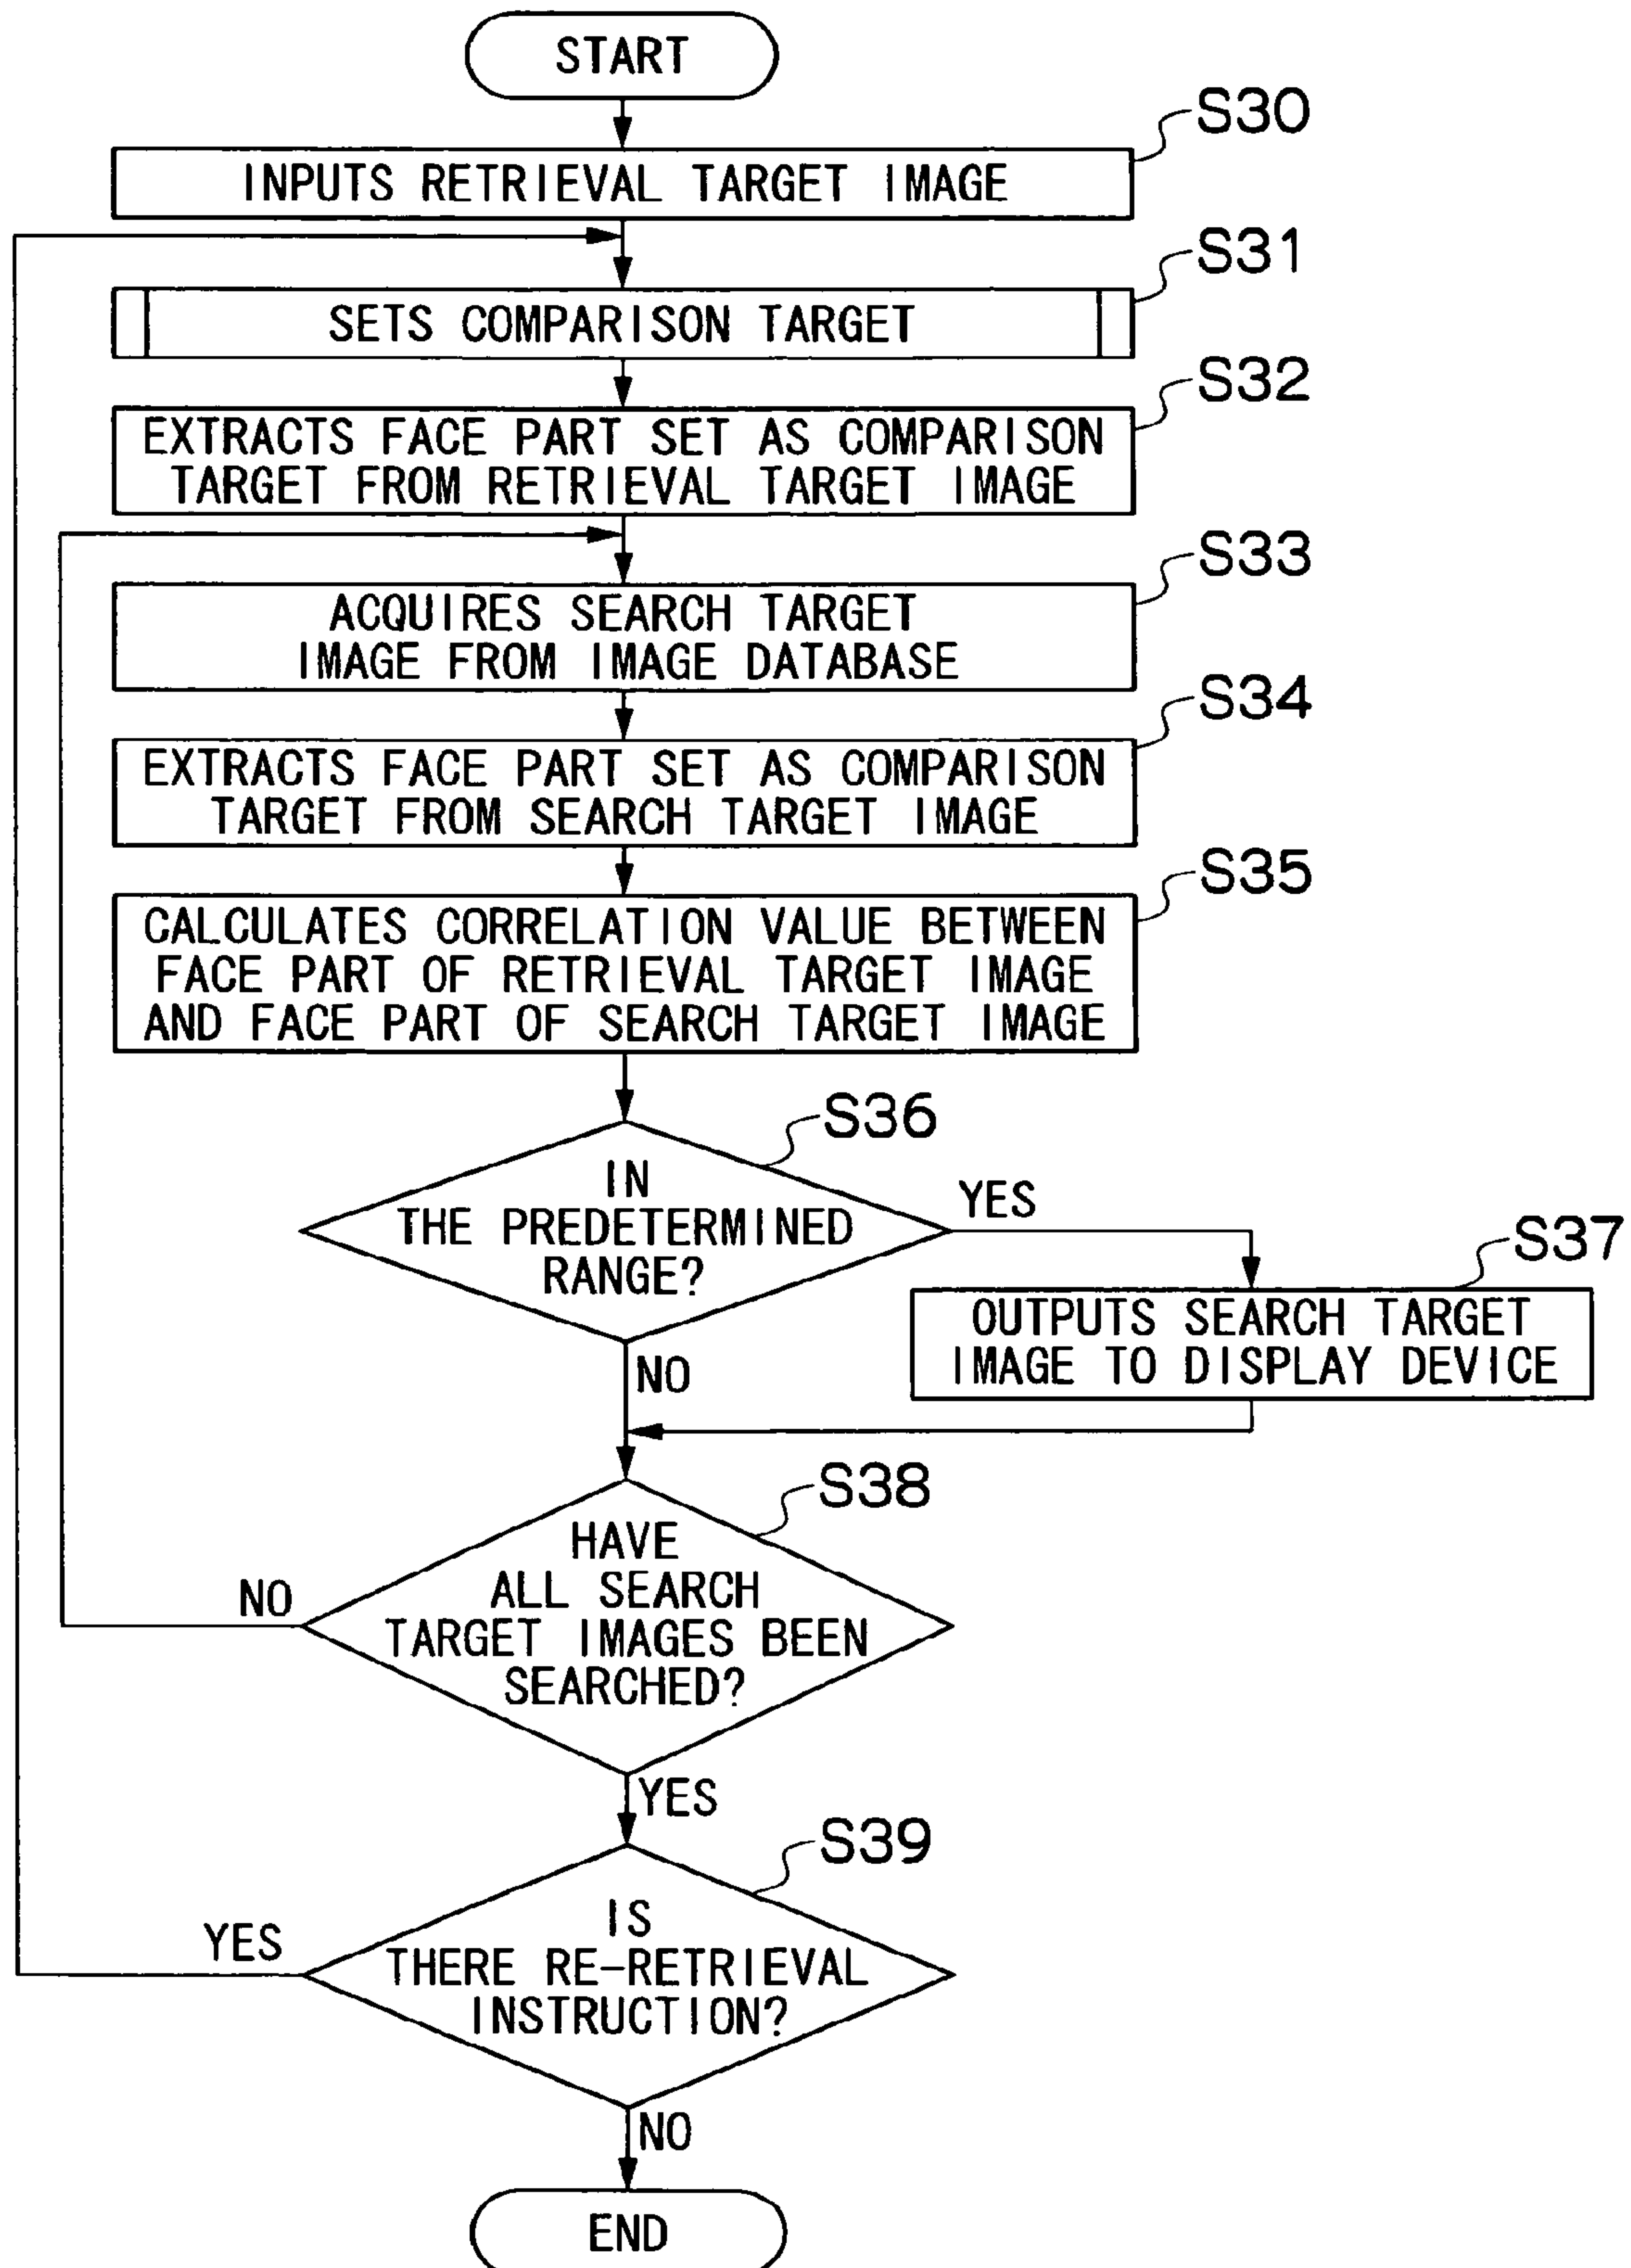 START
S30
INPUTS RETRIEVAL TARGET IMAGE
S31
SETS COMPARISON TARGET
S32
EXTRACTS FACE PART SET AS COMPARISON
TARGET FROM RETRIEVAL TARGET IMAGE
S33
ACQUIRES SEARCH TARGET
IMAGE FROM IMAGE DATABASE
S34
EXTRACTS FACE PART SET AS COMPARISON
TARGET FROM SEARCH TARGET IMAGE
S35
CALCULATES CORRELATION VALUE BETWEEN
FACE PART OF RETRIEVAL TARGET IMAGE
AND FACE PART OF SEARCH TARGET IMAGE
S36
IN
THE PREDETERMINED
RANGE?
YES
S37
OUTPUTS SEARCH TARGET
IMAGE TO DISPLAY DEVICE
NO
S38
HAVE
ALL SEARCH
TARGET IMAGES BEEN
SEARCHED?
NO
YES
S39
IS
THERE RE-RETRIEVAL
INSTRUCTION?
YES
NO
END